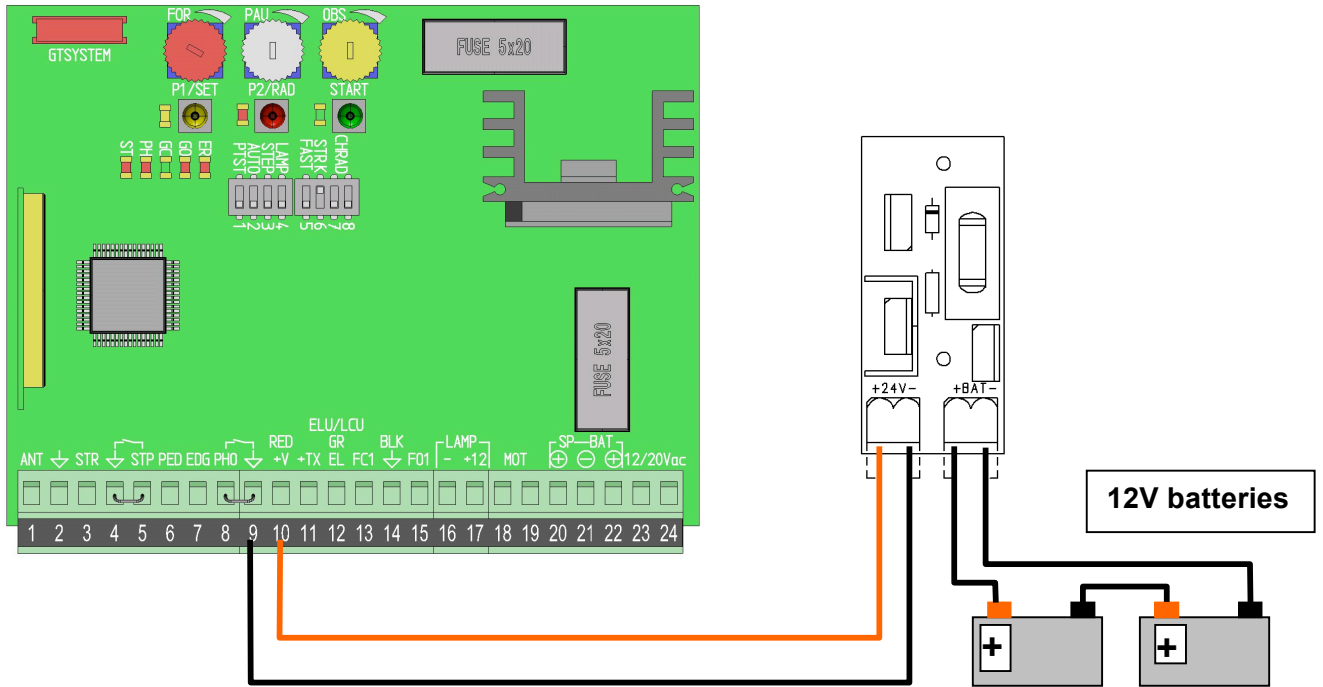 FOR PAU OBS
GTSYSTEM
FUSE 5x20
P1/SET P2/RAD START
ST PH GC GO ER
PTST AUTO STEP LAMP FAST STRK CHRAD
1 2 3 4 5 6 7 8
FUSE 5x20
+24V- +BAT-
ELU/LCU
RED GR BLK LAMP SP-BAT
ANT STR STP PED EDG PHO +V +TX EL FC1 FO1 - +12 MOT + - + 12/20Vac
1 2 3 4 5 6 7 8 9 10 11 12 13 14 15 16 17 18 19 20 21 22 23 24
12V batteries
+ +